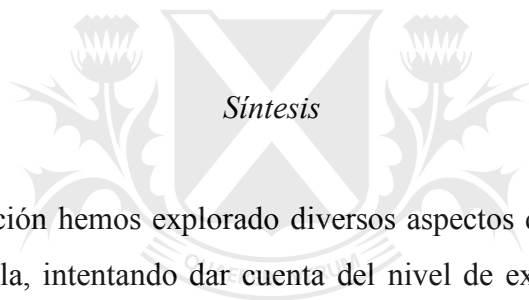 Síntesis
ción hemos explorado diversos aspectos
la, intentando dar cuenta del nivel de ex